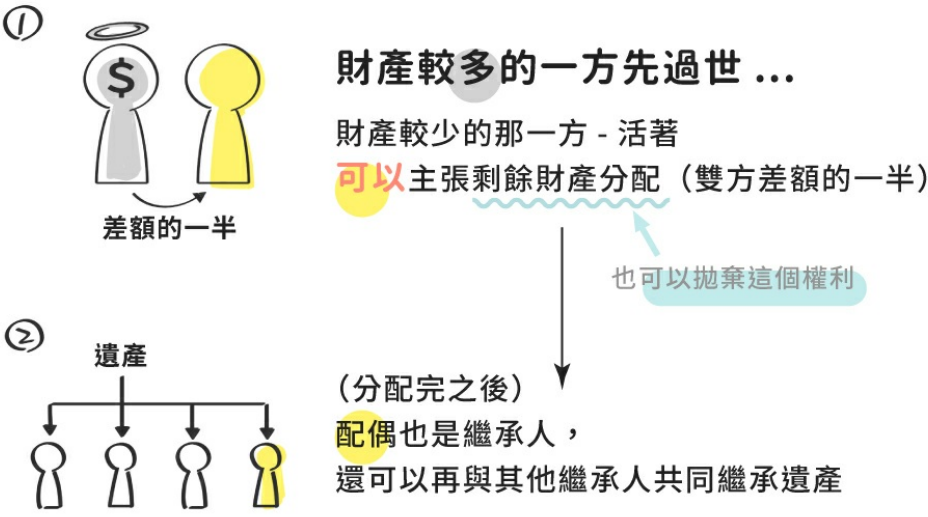 ①
$
財產較多的一方先過世 ...
財產較少的那一方 - 活著
可以主張剩餘財產分配（雙方差額的一半）
差額的一半
也可以拋棄這個權利
②
遺產
（分配完之後）
配偶也是繼承人，
還可以再與其他繼承人共同繼承遺產